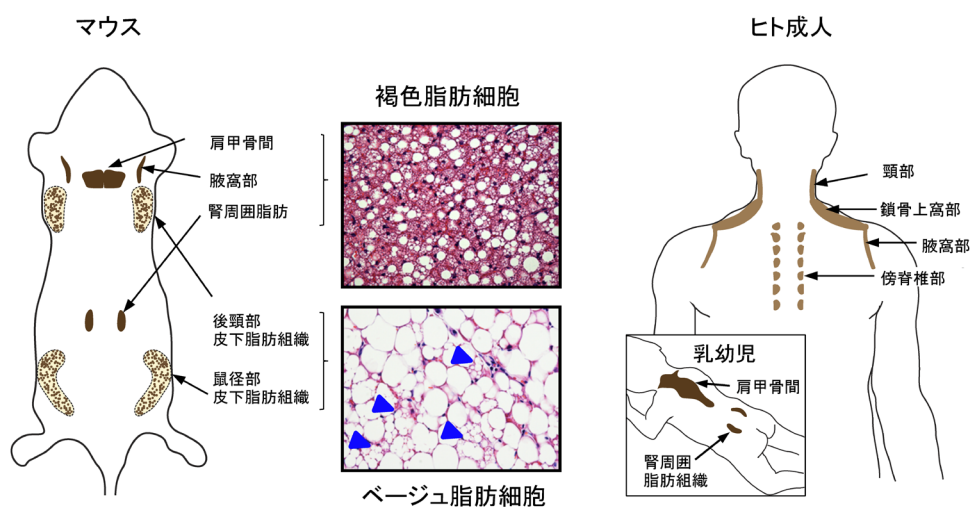 マウス
肩甲骨間
腋窩部
腎周囲脂肪
後頸部
皮下脂肪組織
鼠径部
皮下脂肪組織
褐色脂肪細胞
ベージュ脂肪細胞
ヒト成人
頸部
鎖骨上窩部
腋窩部
傍脊椎部
乳幼児
肩甲骨間
腎周囲
脂肪組織